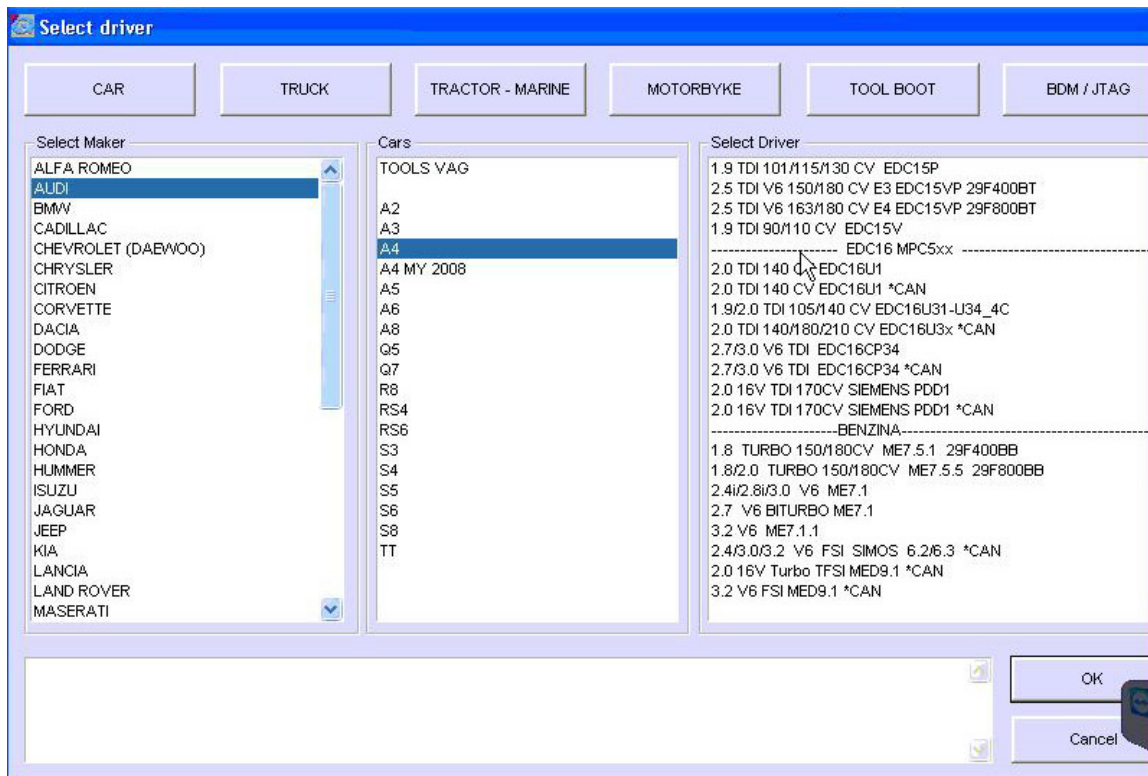 Select driver
CAR
TRUCK
TRACTOR - MARINE
MOTORBYKE
TOOL BOOT
BDM / JTAG
Select Maker
ALFA ROMEO
AUDI
BMW
CADILLAC
CHEVROLET (DAEWOO)
CHRYSLER
CITROEN
CORVETTE
DACIA
DODGE
FERRARI
FIAT
FORD
HYUNDAI
HONDA
HUMMER
ISUZU
JAGUAR
JEEP
KIA
LANCIA
LAND ROVER
MASERATI
Cars
TOOLS VAG
A2
A3
A4
A4 MY 2008
A5
A6
A8
Q5
Q7
R8
RS4
RS6
S3
S4
S5
S6
S8
TT
Select Driver
1.9 TDI 101/115/130 CV EDC15P
2.5 TDI V6 150/180 CV E3 EDC15VP 29F400BT
2.5 TDI V6 163/180 CV E4 EDC15VP 29F800BT
1.9 TDI 90/110 CV EDC15V
-------------------- EDC16 MPC5xx ------------------------------
2.0 TDI 140 CV EDC16U1
2.0 TDI 140 CV EDC16U1 *CAN
1.9/2.0 TDI 105/140 CV EDC16U31-U34_4C
2.0 TDI 140/180/210 CV EDC16U3x *CAN
2.7/3.0 V6 TDI EDC16CP34
2.7/3.0 V6 TDI EDC16CP34 *CAN
2.0 16V TDI 170CV SIEMENS PDD1
2.0 16V TDI 170CV SIEMENS PDD1 *CAN
--------------------BENZINA----------------------------------------
1.8 TURBO 150/180CV ME7.5.1 29F400BB
1.8/2.0 TURBO 150/180CV ME7.5.5 29F800BB
2.4i/2.8i/3.0 V6 ME7.1
2.7 V6 BITURBO ME7.1
3.2 V6 ME7.1.1
2.4/3.0/3.2 V6 FSI SIMOS 6.2/6.3 *CAN
2.0 16V Turbo TFSI MED9.1 *CAN
3.2 V6 FSI MED9.1 *CAN
OK
Cancel